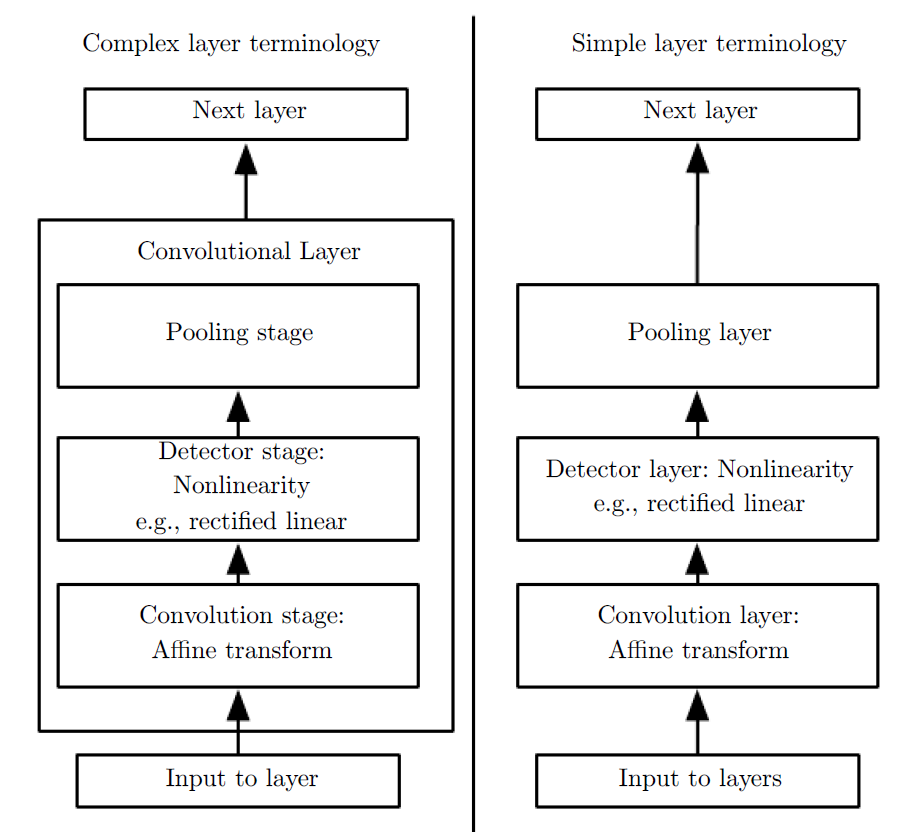 Complex layer terminology
Next layer
Convolutional Layer
Pooling stage
Detector stage:
Nonlinearity
e.g., rectified linear
Convolution stage:
Affine transform
Input to layer
Simple layer terminology
Next layer
Pooling layer
Detector layer: Nonlinearity
e.g., rectified linear
Convolution layer:
Affine transform
Input to layers